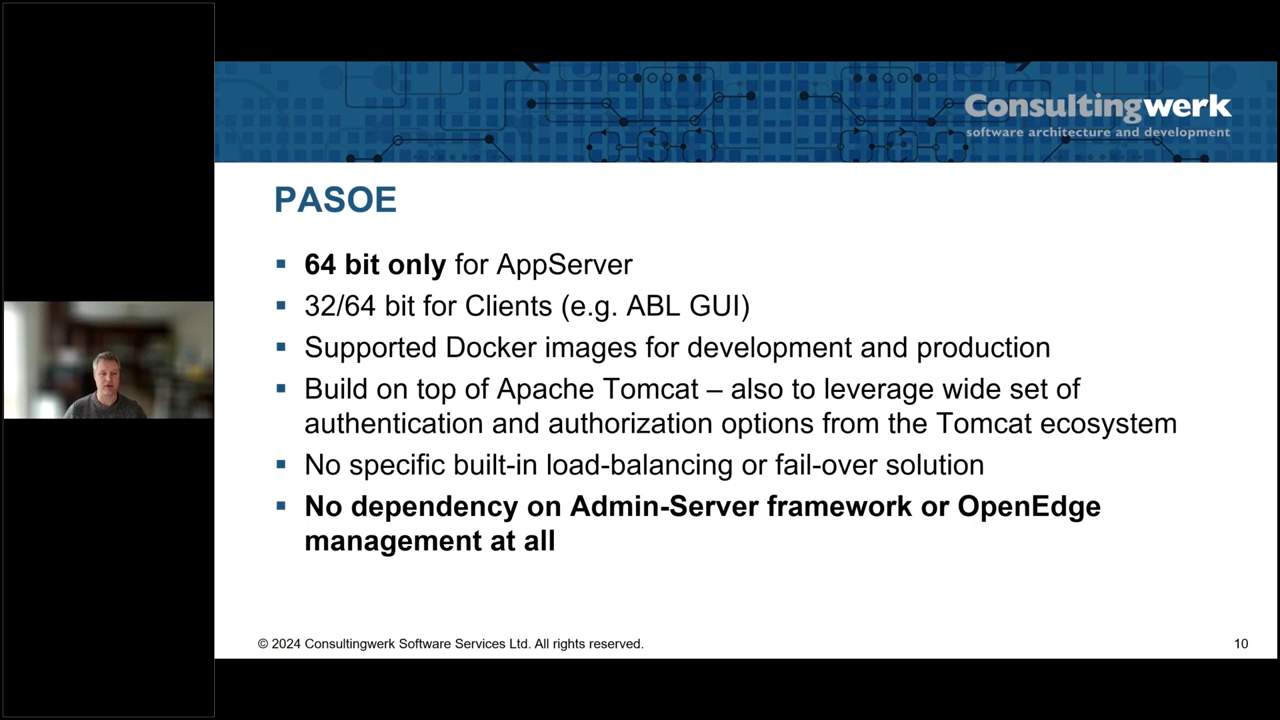 Consultingwerk
software architecture and development
PASOE
▪ 64 bit only for AppServer
▪ 32/64 bit for Clients (e.g. ABL GUI)
▪ Supported Docker images for development and production
▪ Build on top of Apache Tomcat – also to leverage wide set of
authentication and authorization options from the Tomcat ecosystem
▪ No specific built-in load-balancing or fail-over solution
▪ No dependency on Admin-Server framework or OpenEdge
management at all
© 2024 Consultingwerk Software Services Ltd. All rights reserved.
10